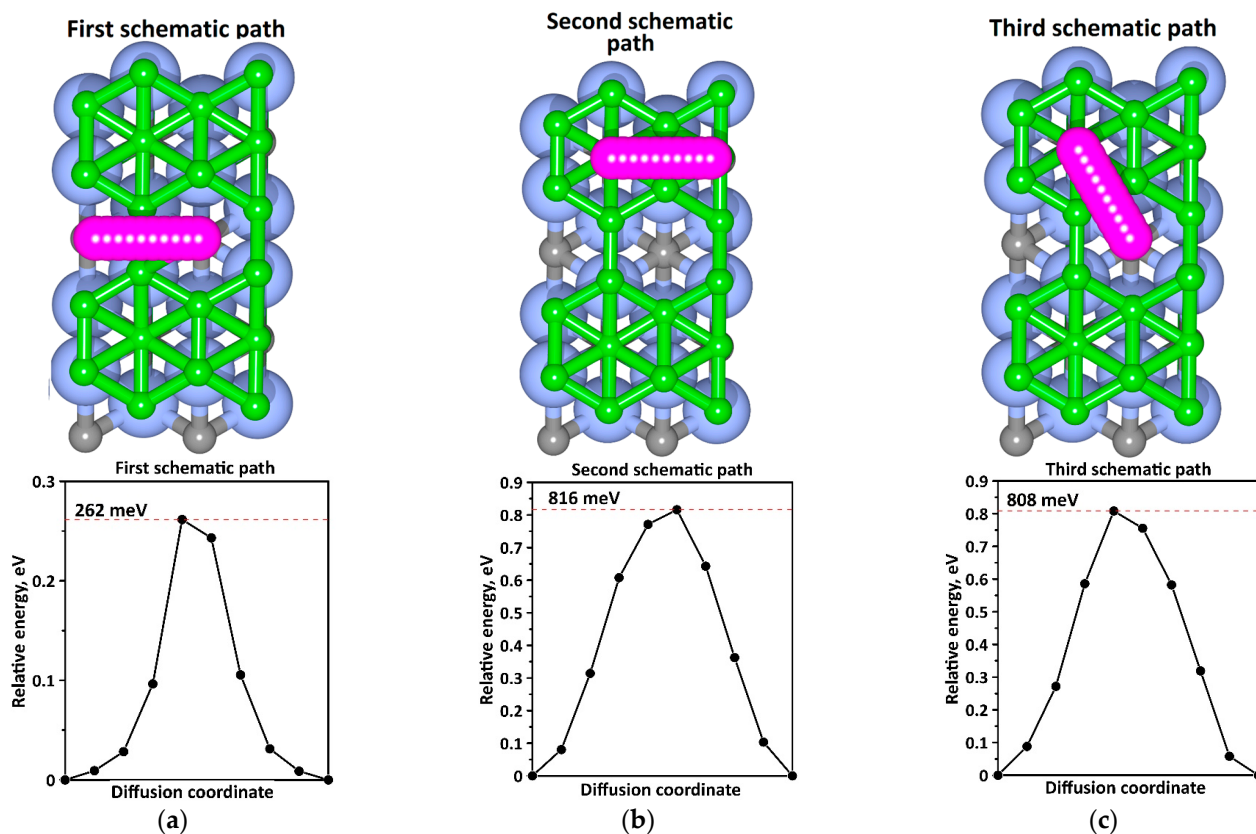 First schematic path
Second schematic
path
Third schematic path
First schematic path
0.3
0.2
0.1
0
262 meV
Relative energy, eV
Diffusion coordinate
(a)
Second schematic path
0.9
0.8
0.7
0.6
0.5
0.4
0.3
0.2
0.1
0
816 meV
Relative energy, eV
Diffusion coordinate
(b)
Third schematic path
0.9
0.8
0.7
0.6
0.5
0.4
0.3
0.2
0.1
0
808 meV
Relative energy, eV
Diffusion coordinate
(c)